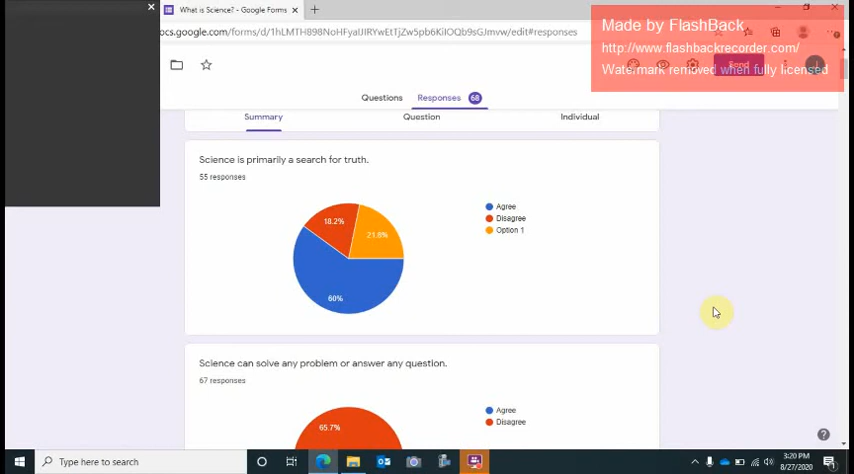 What is Science? - Google Forms
Made by FlashBack
ocs.google.com/forms/d/1hLMTH898NoHFyaIJIRYwEtTjZw5pb6KiIOQb9sGJmvw/edit#responses
http://www.flashbackrecorder.com/
Watermark removed when fully licensed
Send
Questions
Responses 68
Summary
Question
Individual
Science is primarily a search for truth.
55 responses
18.2%
21.8%
60%
Agree
Disagree
Option 1
Science can solve any problem or answer any question.
67 responses
65.7%
Agree
Disagree
Type here to search
3:20 PM
8/27/2020